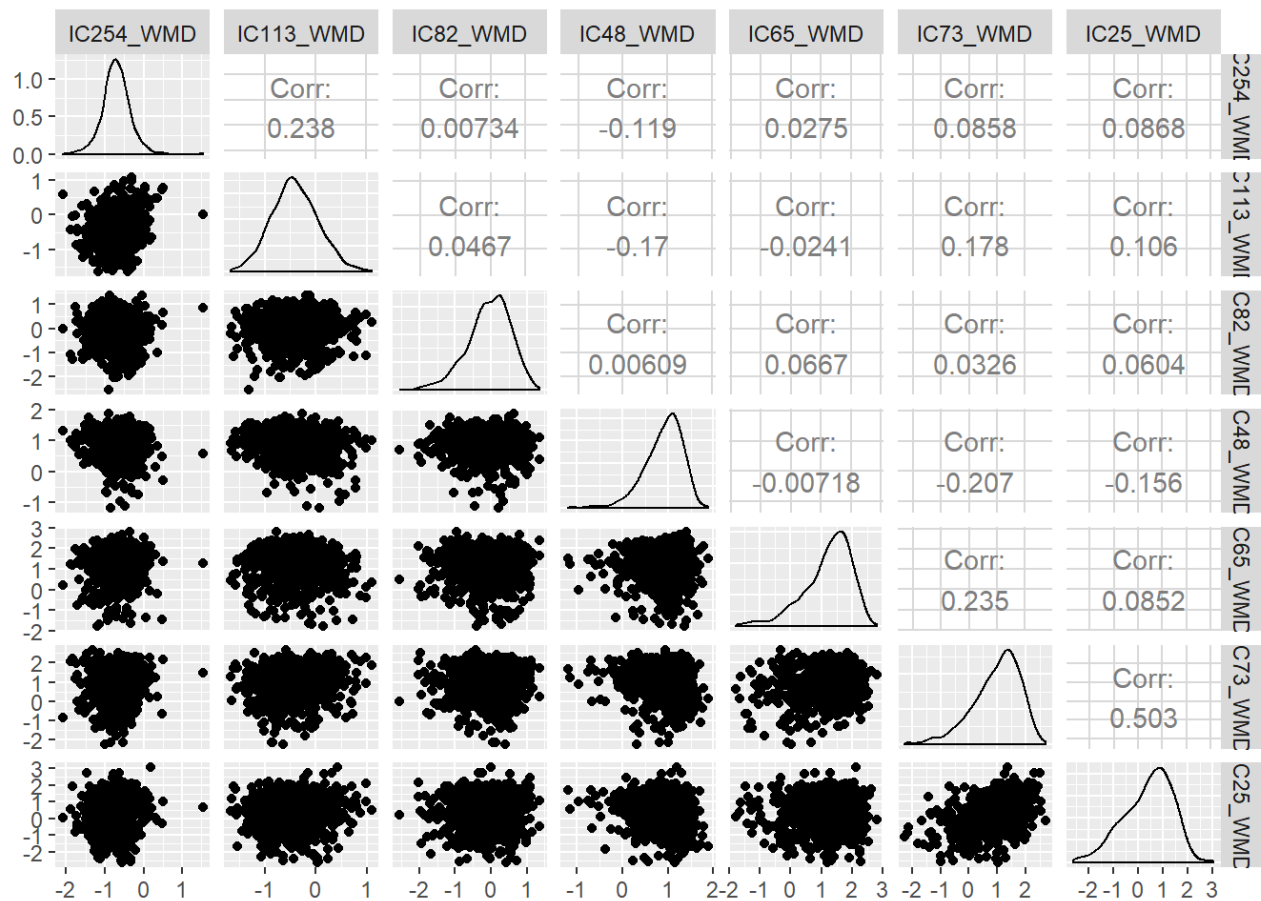 IC254_WMD IC113_WMD IC82_WMD IC48_WMD IC65_WMD IC73_WMD IC25_WMD
1.0
0.5
0.0
Corr: Corr: Corr: Corr: Corr: Corr:
0.238 0.00734 -0.119 0.0275 0.0858 0.0868
C254_WMD
1
0
-1
Corr: Corr: Corr: Corr: Corr:
0.0467 -0.17 -0.0241 0.178 0.106
C113_WMD
1
0
-1
-2
Corr: Corr: Corr: Corr:
0.00609 0.0667 0.0326 0.0604
C82_WMD
2
1
0
-1
Corr: Corr: Corr:
-0.00718 -0.207 -0.156
C48_WMD
3
2
1
0
-1
-2
Corr: Corr:
0.235 0.0852
C65_WMD
2
1
0
-1
-2
Corr:
0.503
C73_WMD
3
2
1
0
-1
-2
C25_WMD
-2 -1 0 1 -1 0 1 -2 -1 0 1 -1 0 1 2 -2 -1 0 1 2 3 -2 -1 0 1 2 -2 -1 0 1 2 3